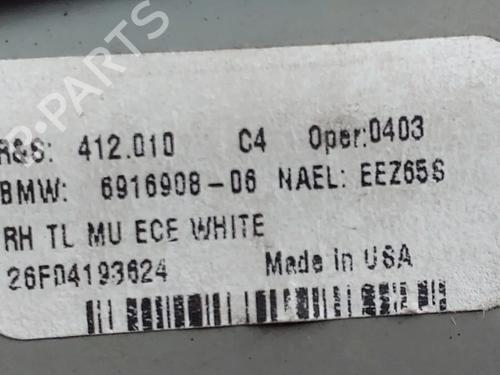 R&S: 412.010 C4 Oper:0403
BMW: 6916908-06 NAEL: EEZ65S
RH TL MU ECE WHITE
26F04193624 Made in USA
B-PARTS